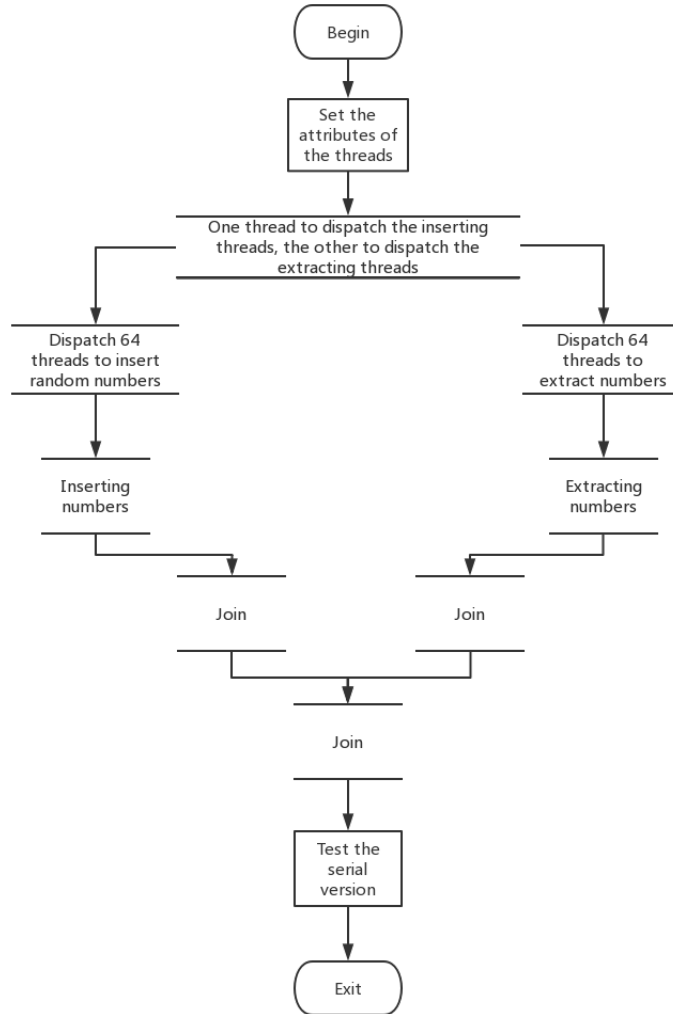 Begin
Set the
attributes of
the threads
One thread to dispatch the inserting
threads, the other to dispatch the
extracting threads
Dispatch 64
threads to insert
random numbers
Dispatch 64
threads to
extract numbers
Inserting
numbers
Extracting
numbers
Join
Join
Join
Test the
serial
version
Exit